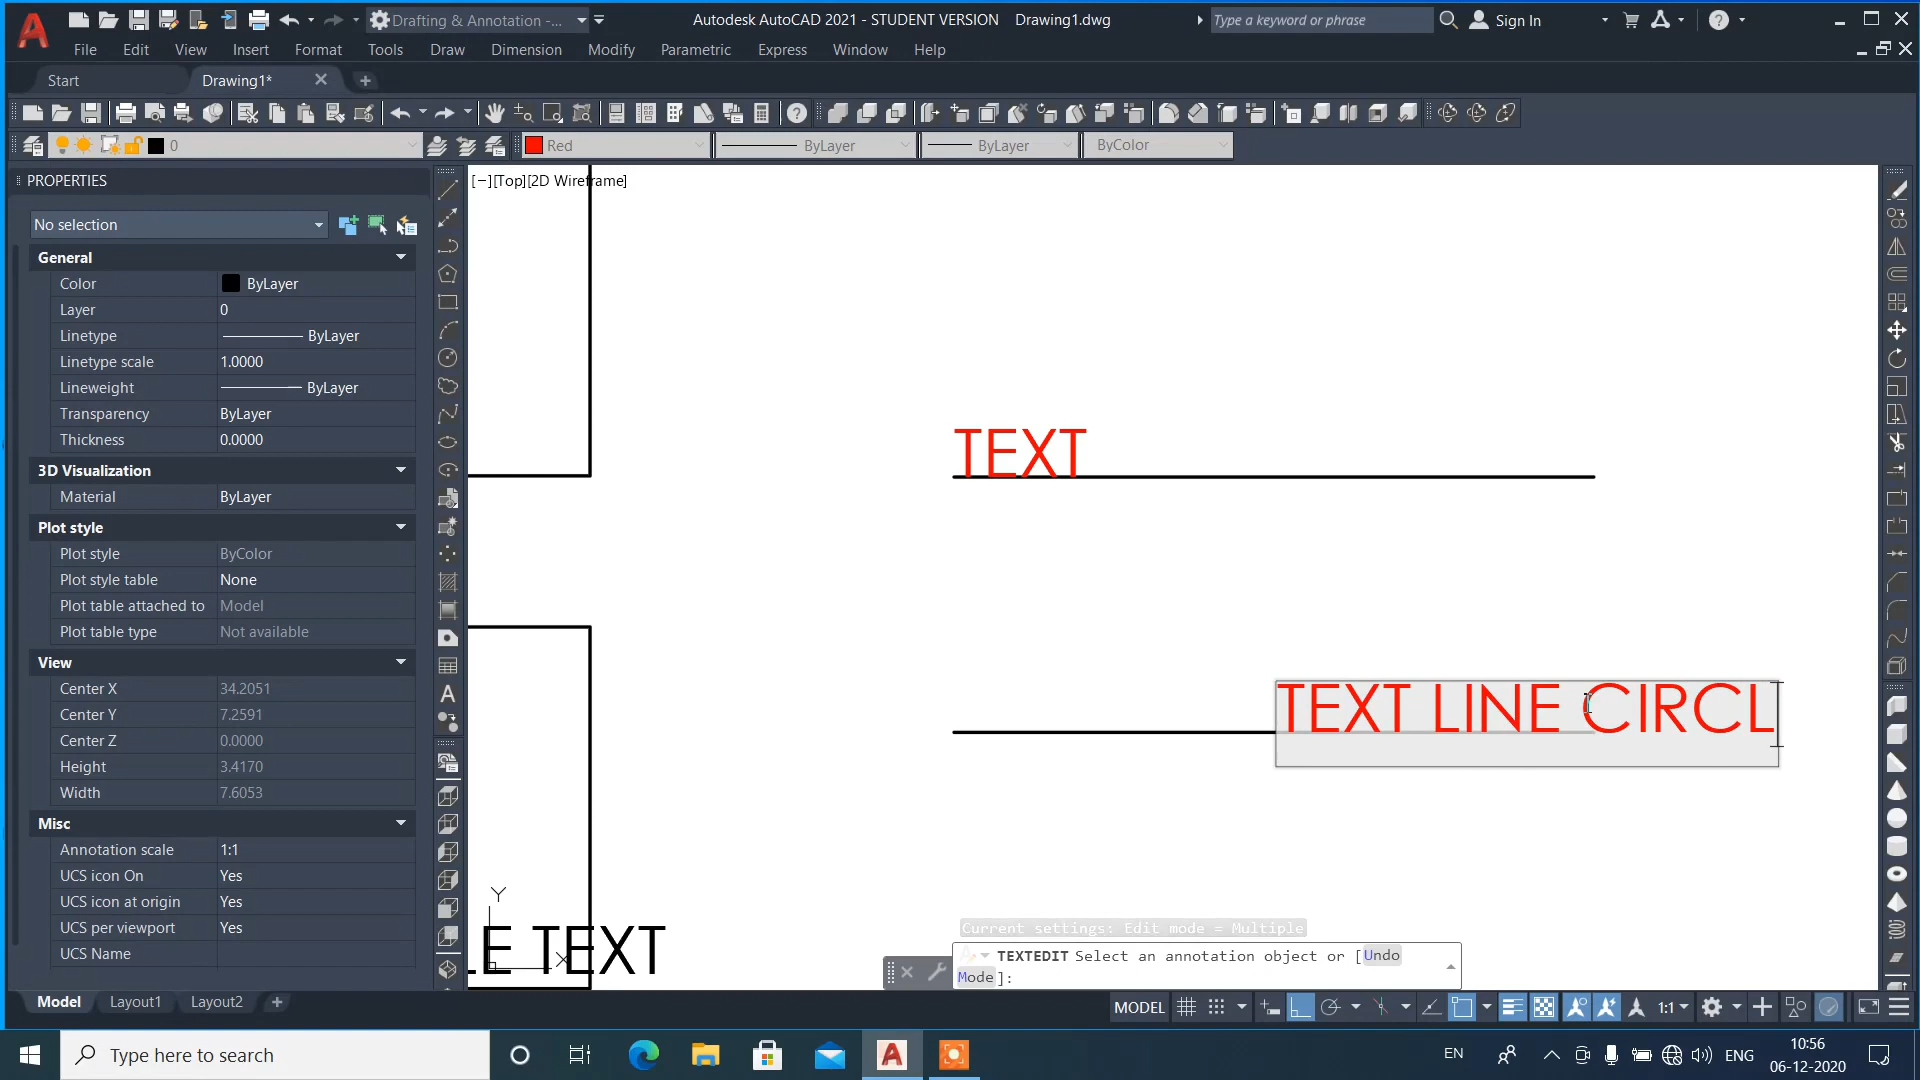 Drafting & Annotation -...
Autodesk AutoCAD 2021 - STUDENT VERSION Drawing1.dwg
Type a keyword or phrase
Sign In
File Edit View Insert Format Tools Draw Dimension Modify Parametric Express Window Help
Start
Drawing1*
0
Red
ByLayer
ByLayer
ByColor
PROPERTIES
[−][Top][2D Wireframe]
No selection
General
Color ByLayer
Layer 0
Linetype ByLayer
Linetype scale 1.0000
Lineweight ByLayer
Transparency ByLayer
Thickness 0.0000
3D Visualization
Material ByLayer
Plot style
Plot style ByColor
Plot style table None
Plot table attached to Model
Plot table type Not available
View
Center X 34.2051
Center Y 7.2591
Center Z 0.0000
Height 3.4170
Width 7.6053
Misc
Annotation scale 1:1
UCS icon On Yes
UCS icon at origin Yes
UCS per viewport Yes
UCS Name
TEXT
TEXT LINE CIRCL
Y
X
LE TEXT
Current settings: Edit mode = Multiple
TEXTEDIT Select an annotation object or [Undo
Mode]:
Model Layout1 Layout2
MODEL
1:1
Type here to search
EN
ENG
10:56
06-12-2020